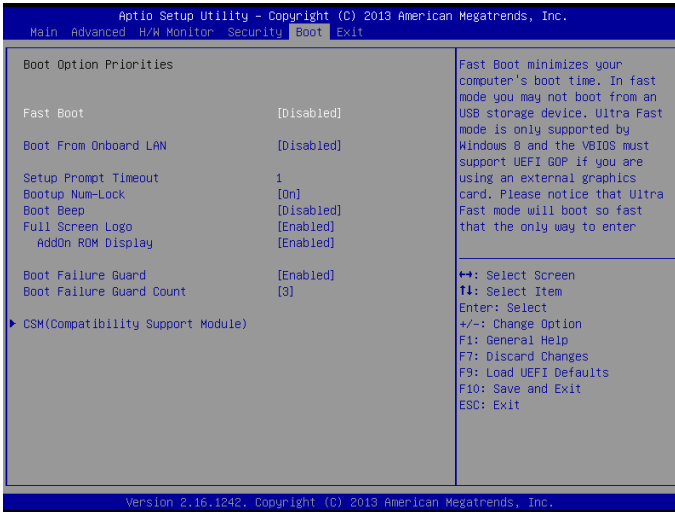 Aptio Setup Utility – Copyright (C) 2013 American Megatrends, Inc.
Main Advanced H/W Monitor Security Boot Exit
Boot Option Priorities
Fast Boot [Disabled]
Boot From Onboard LAN [Disabled]
Setup Prompt Timeout 1
Bootup Num-Lock [On]
Boot Beep [Disabled]
Full Screen Logo [Enabled]
AddOn ROM Display [Enabled]
Boot Failure Guard [Enabled]
Boot Failure Guard Count [3]
CSM(Compatibility Support Module)
Fast Boot minimizes your
computer's boot time. In fast
mode you may not boot from an
USB storage device. Ultra Fast
mode is only supported by
Windows 8 and the VBIOS must
support UEFI GOP if you are
using an external graphics
card. Please notice that Ultra
Fast mode will boot so fast
that the only way to enter
↔: Select Screen
↑↓: Select Item
Enter: Select
+/-: Change Option
F1: General Help
F7: Discard Changes
F9: Load UEFI Defaults
F10: Save and Exit
ESC: Exit
Version 2.16.1242. Copyright (C) 2013 American Megatrends, Inc.